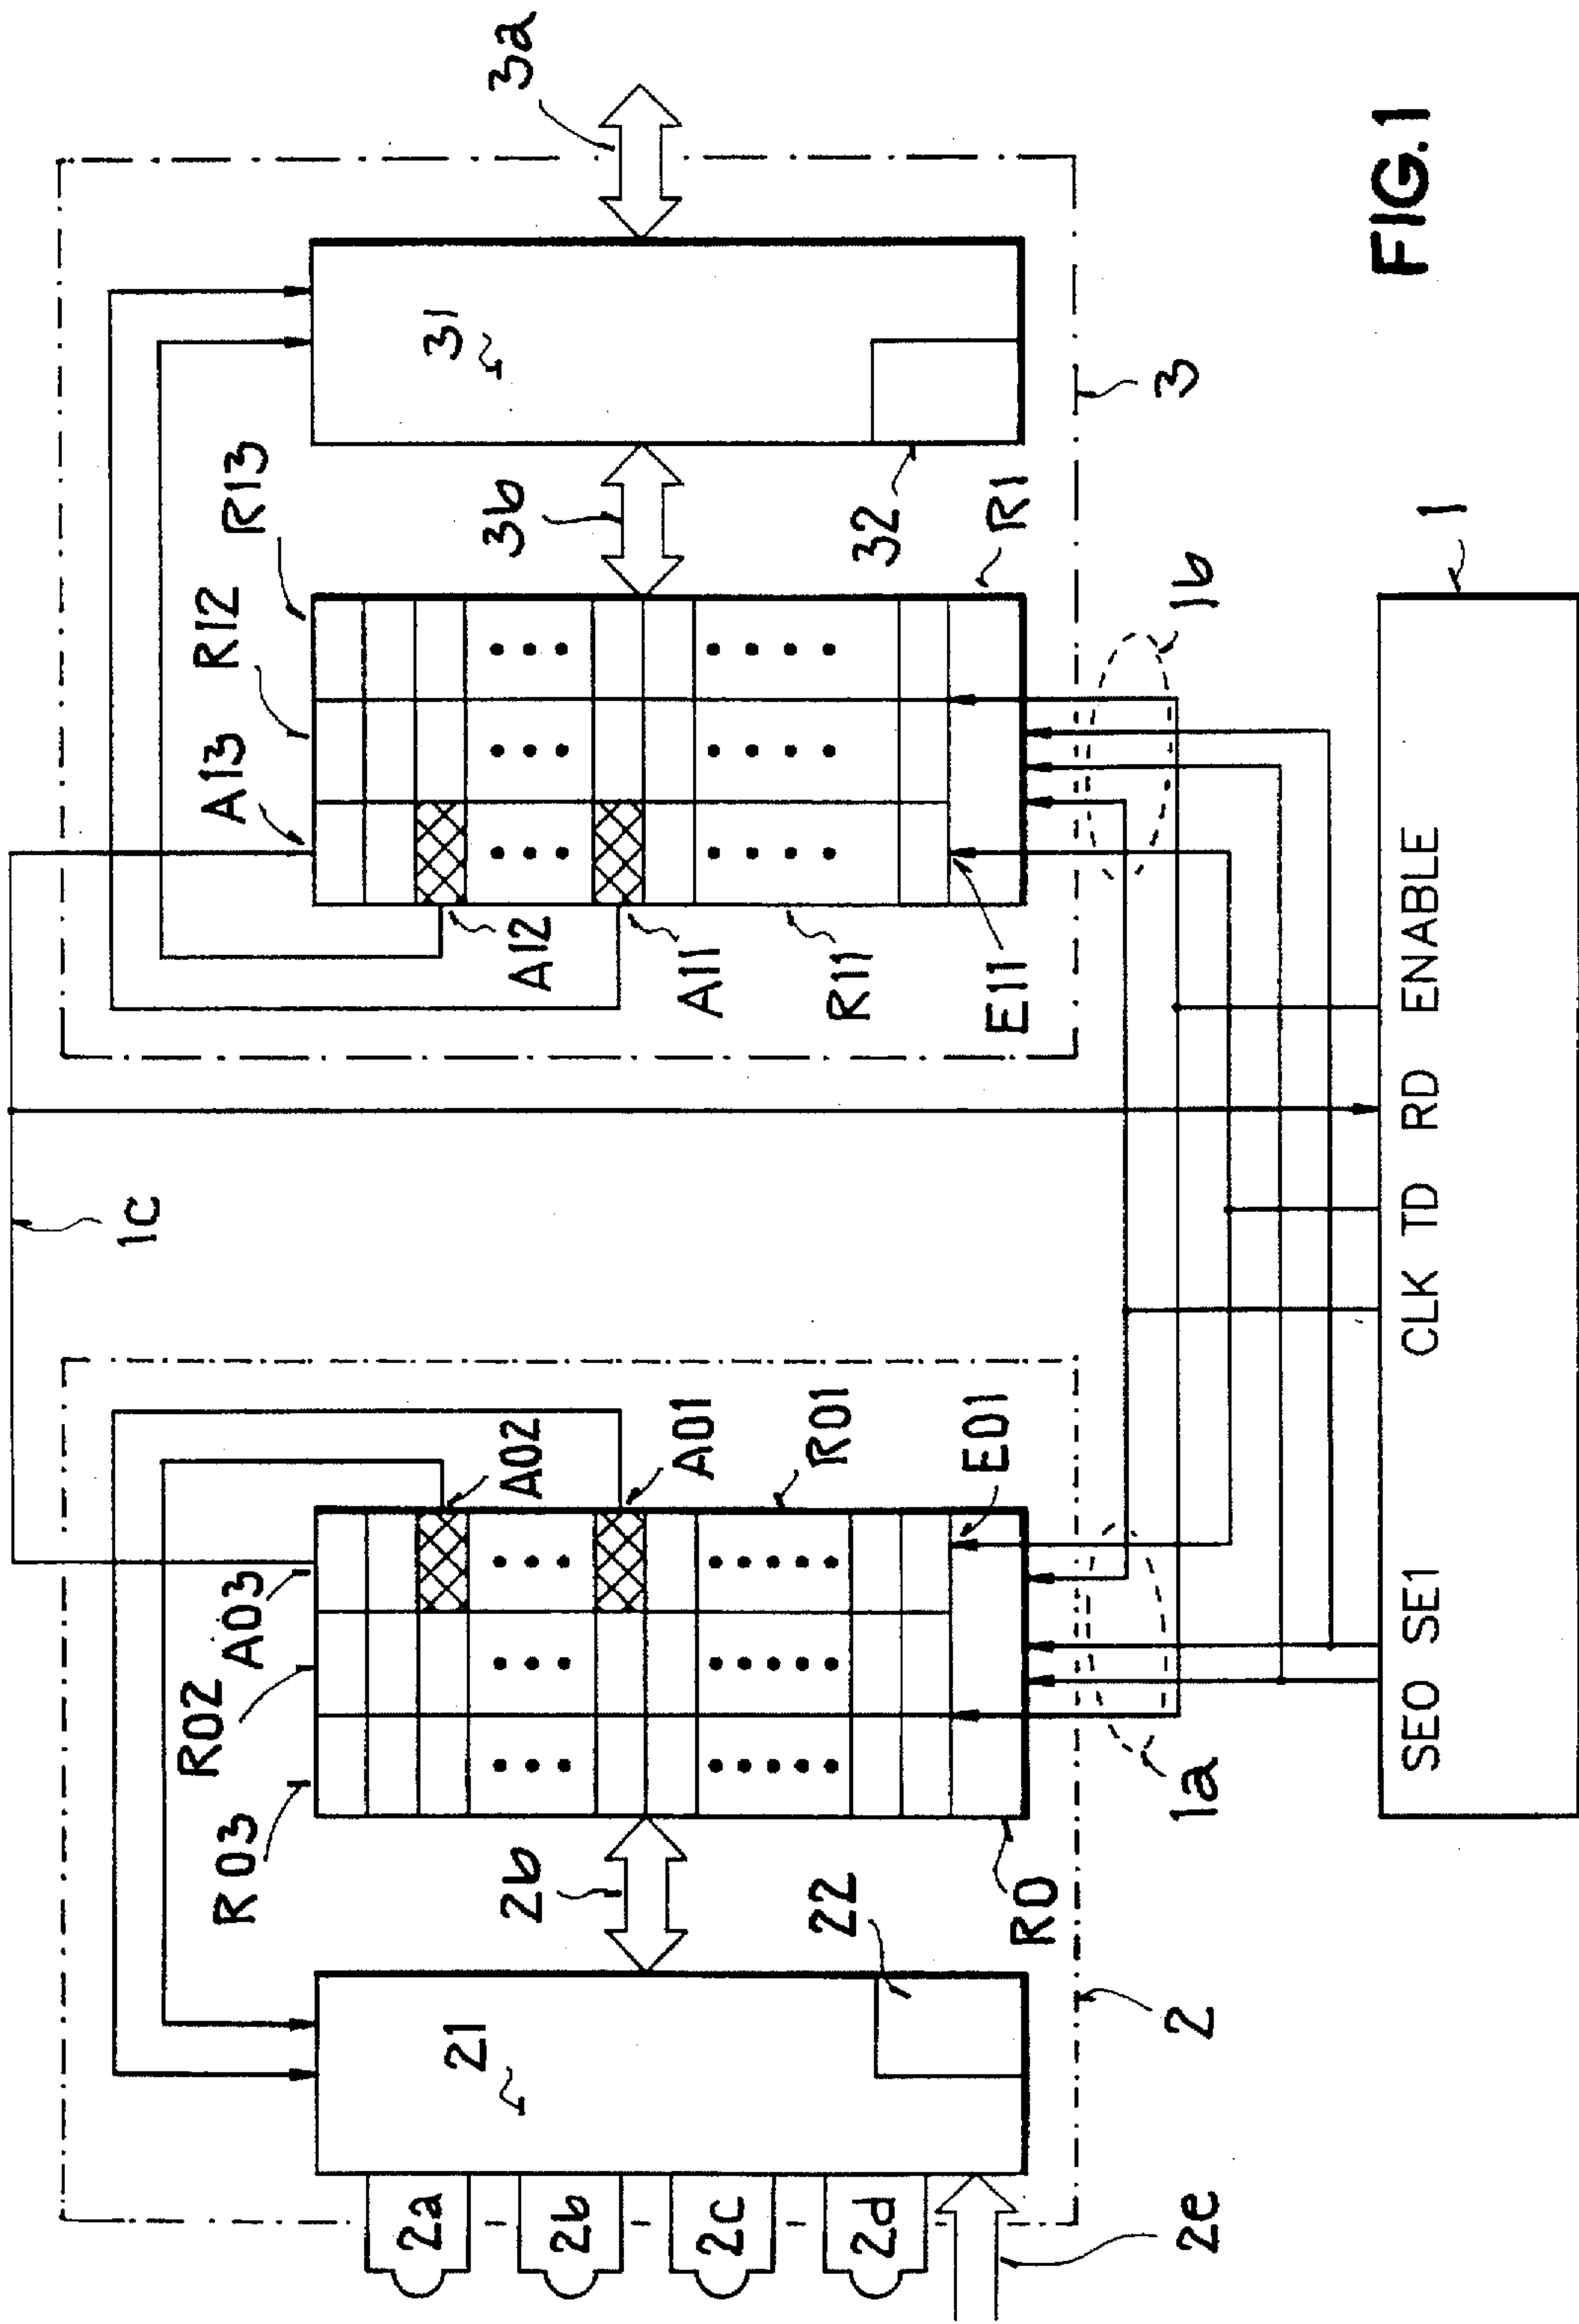 FIG.1
3a
31
3
R13
3b
32
R1
R12
A13
1b
1
A12
A11
R11
E11
1c
CLK TD RD ENABLE
SE0 SE1
A02
A01
R01
E01
A03
R02
R03
2b
22
R0
1a
21
2
2a
2b
2c
2d
2e